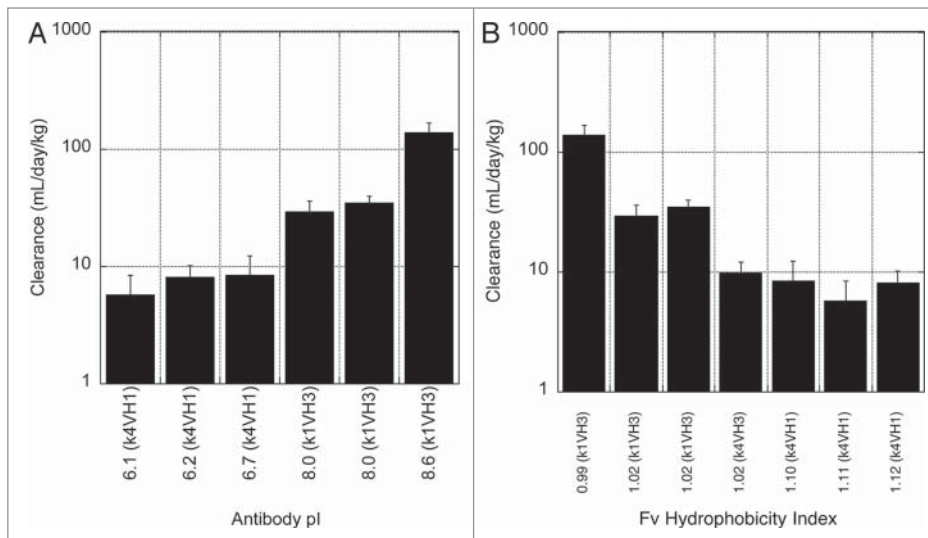 A
1000
100
10
1
Clearance (mL/day/kg)
6.1 (k4VH1)
6.2 (k4VH1)
6.7 (k4VH1)
8.0 (k1VH3)
8.0 (k1VH3)
8.6 (k1VH3)
Antibody pI
B
1000
100
10
1
Clearance (mL/day/kg)
0.99 (k1VH3)
1.02 (k1VH3)
1.02 (k1VH3)
1.02 (k4VH3)
1.10 (k4VH1)
1.11 (k4VH1)
1.12 (k4VH1)
Fv Hydrophobicity Index